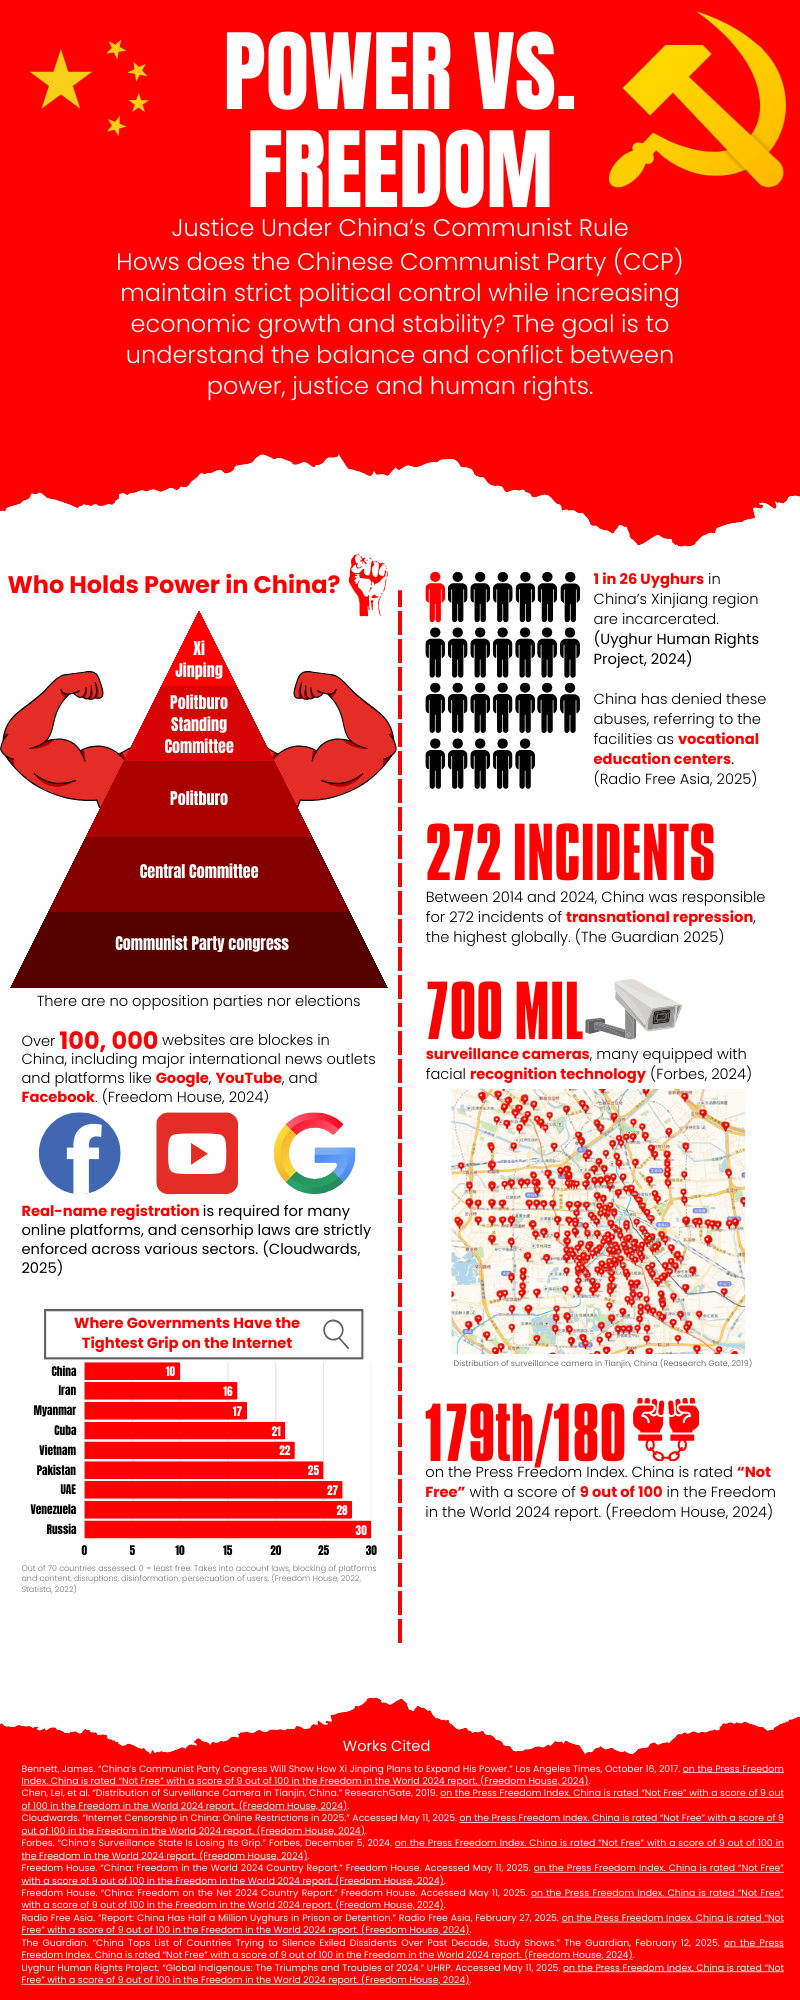 POWER VS.
FREEDOM
Justice Under China's Communist Rule
Hows does the Chinese Communist Party (CCP)
maintain strict political control while increasing
economic growth and stability? The goal is to
understand the balance and conflict between
power, justice and human rights.
Who Holds Power in China?
Xi
Jinping
Politburo
Standing
Committee
Politburo
Central Committee
Communist Party congress
There are no opposition parties nor elections
Over 100, 000 websites are blockes in
China, including major international news outlets
and platforms like Google, YouTube, and
Facebook. (Freedom House, 2024)
Real-name registration is required for many
online platforms, and censorhip laws are strictly
enforced across various sectors. (Cloudwards,
2025)
Where Governments Have the
Tightest Grip on the Internet
China 10
Iran 16
Myanmar 17
Cuba 21
Vietnam 22
Pakistan 25
UAE 27
Venezuela 28
Russia 30
0 5 10 15 20 25 30
Out of 70 countries assessed. 0 = least free. Takes into account laws, blocking of platforms
and content, disruptions, disinformation, persecuation of users. (Freedom House, 2022,
Statista, 2022)
1 in 26 Uyghurs in
China's Xinjiang region
are incarcerated.
(Uyghur Human Rights
Project, 2024)
China has denied these
abuses, referring to the
facilities as vocational
education centers.
(Radio Free Asia, 2025)
272 INCIDENTS
Between 2014 and 2024, China was responsible
for 272 incidents of transnational repression,
the highest globally. (The Guardian 2025)
700 MIL
surveillance cameras, many equipped with
facial recognition technology (Forbes, 2024)
Distribution of surveillance camera in Tianjin, China (Reasearch Gate, 2019)
179th/180
on the Press Freedom Index. China is rated "Not
Free" with a score of 9 out of 100 in the Freedom
in the World 2024 report. (Freedom House, 2024)
Works Cited
Bennett, James. "China's Communist Party Congress Will Show How Xi Jinping Plans to Expand His Power." Los Angeles Times, October 16, 2017. on the Press Freedom
Index. China is rated "Not Free" with a score of 9 out of 100 in the Freedom in the World 2024 report. (Freedom House, 2024).
Chen, Lei, et al. "Distribution of Surveillance Camera in Tianjin, China." ResearchGate, 2019. on the Press Freedom Index. China is rated "Not Free" with a score of 9 out
of 100 in the Freedom in the World 2024 report. (Freedom House, 2024).
Cloudwards. "Internet Censorship in China: Online Restrictions in 2025." Accessed May 11, 2025. on the Press Freedom Index. China is rated "Not Free" with a score of 9
out of 100 in the Freedom in the World 2024 report. (Freedom House, 2024).
Forbes. "China's Surveillance State Is Losing Its Grip." Forbes, December 5, 2024. on the Press Freedom Index. China is rated "Not Free" with a score of 9 out of 100 in
the Freedom in the World 2024 report. (Freedom House, 2024).
Freedom House. "China: Freedom in the World 2024 Country Report." Freedom House. Accessed May 11, 2025. on the Press Freedom Index. China is rated "Not Free"
with a score of 9 out of 100 in the Freedom in the World 2024 report. (Freedom House, 2024).
Freedom House. "China: Freedom on the Net 2024 Country Report." Freedom House. Accessed May 11, 2025. on the Press Freedom Index. China is rated "Not Free"
with a score of 9 out of 100 in the Freedom in the World 2024 report. (Freedom House, 2024).
Radio Free Asia. "Report: China Has Half a Million Uyghurs in Prison or Detention." Radio Free Asia, February 27, 2025. on the Press Freedom Index. China is rated "Not
Free" with a score of 9 out of 100 in the Freedom in the World 2024 report. (Freedom House, 2024).
The Guardian. "China Tops List of Countries Trying to Silence Exiled Dissidents Over Past Decade, Study Shows." The Guardian, February 12, 2025. on the Press
Freedom Index. China is rated "Not Free" with a score of 9 out of 100 in the Freedom in the World 2024 report. (Freedom House, 2024).
Uyghur Human Rights Project. "Global Indigenous: The Triumphs and Troubles of 2024." UHRP. Accessed May 11, 2025. on the Press Freedom Index. China is rated "Not
Free" with a score of 9 out of 100 in the Freedom in the World 2024 report. (Freedom House, 2024).